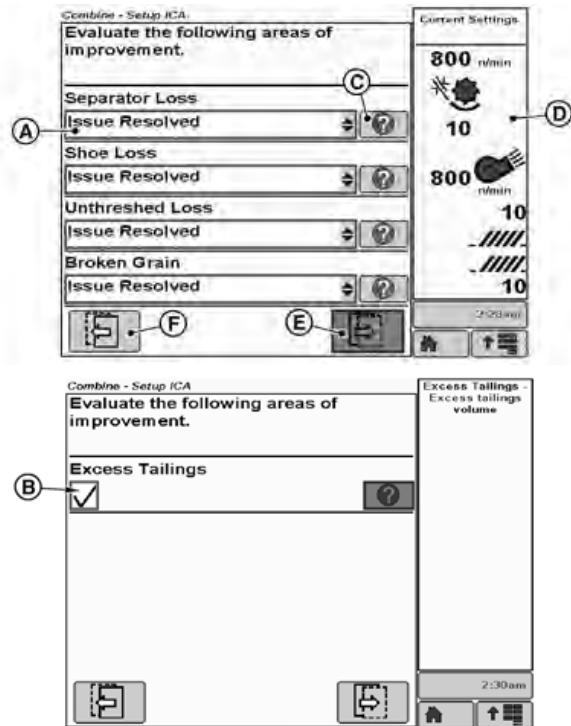 Combine - Setup ICA
Evaluate the following areas of
improvement.
Separator Loss
Issue Resolved
Shoe Loss
Issue Resolved
Unthreshed Loss
Issue Resolved
Broken Grain
Issue Resolved
Current Settings
800 n/min
10
800
n/min
10
10
2:28am
A
C
D
E
F
Combine - Setup ICA
Evaluate the following areas of
improvement.
Excess Tailings
Excess Tailings -
Excess tailings
volume
2:30am
B